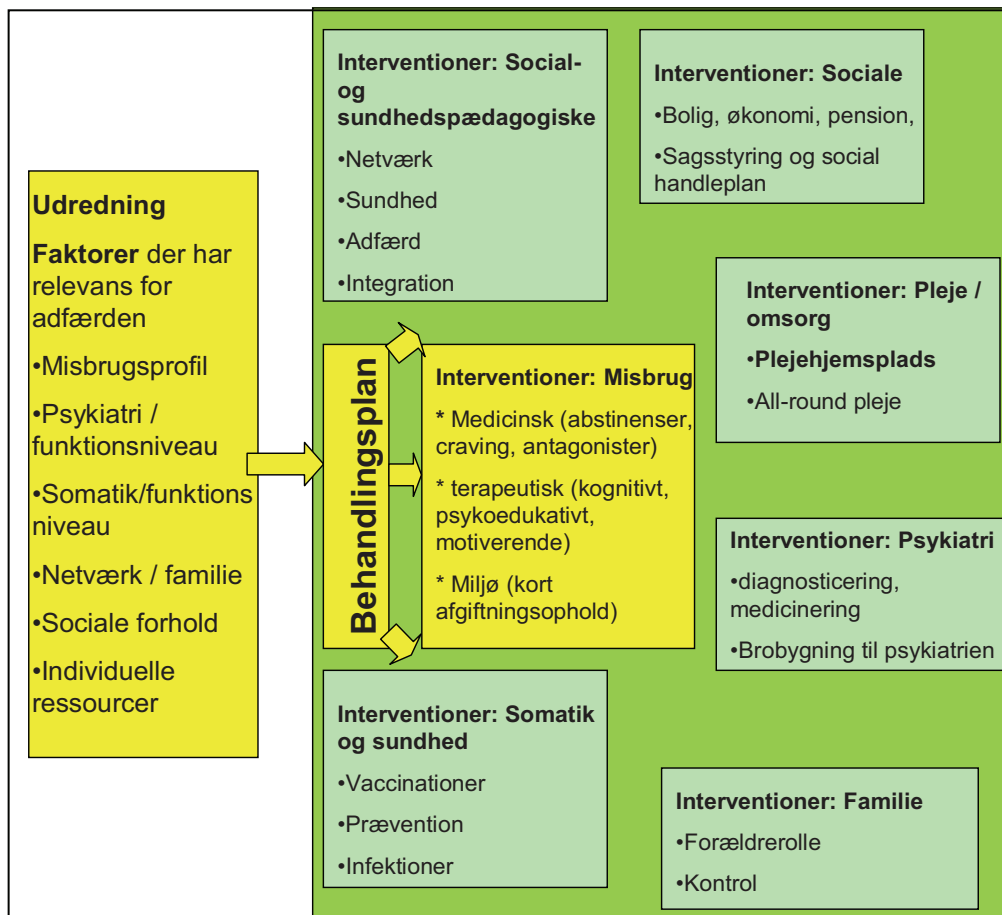 Udredning
Faktorer der har
relevans for
adfærden
•Misbrugsprofil
•Psykiatri /
funktionsniveau
•Somatik/funktions
niveau
•Netværk / familie
•Sociale forhold
•Individuelle
ressourcer
Interventioner: Social-
og
sundhedspædagogiske
•Netværk
•Sundhed
•Adfærd
•Integration
Interventioner: Sociale
•Bolig, økonomi, pension,
•Sagsstyring og social
handleplan
Interventioner: Pleje /
omsorg
•Plejehjemsplads
•All-round pleje
Behandlingsplan
Interventioner: Misbrug
* Medicinsk (abstinenser,
craving, antagonister)
* terapeutisk (kognitivt,
psykoedukativt,
motiverende)
* Miljø (kort
afgiftningsophold)
Interventioner: Psykiatri
•diagnosticering,
medicinering
•Brobygning til psykiatrien
Interventioner: Somatik
og sundhed
•Vaccinationer
•Prævention
•Infektioner
Interventioner: Familie
•Forældrerolle
•Kontrol